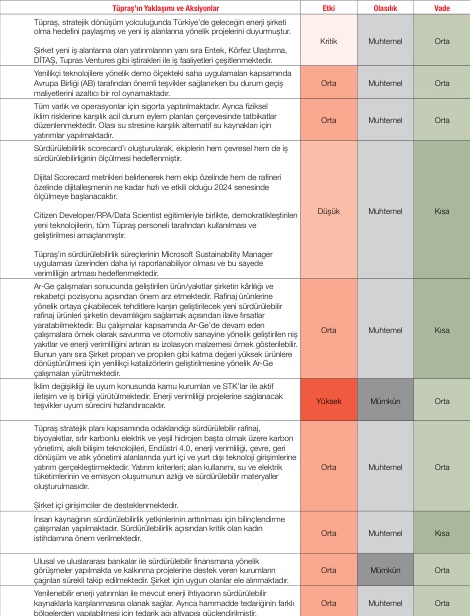 Tüpraş'ın Yaklaşımı ve Aksiyonlar Etki Olasılık Vade
Tüpraş, stratejik dönüşüm yolculuğunda Türkiye'de geleceğin enerji şirketi
olma hedefini paylaşmış ve yeni iş alanlarına yönelik projelerini duyurmuştur.
Şirket yeni iş alanlarına olan yatırımlarının yanı sıra Entek, Körfez Ulaştırma,
DİTAŞ, Tupras Ventures gibi iştirakleri ile iş faaliyetleri çeşitlenmektedir.
Kritik Muhtemel Orta
Yenilikçi teknolojilere yönelik demo ölçekteki saha uygulamaları kapsamında
Avrupa Birliği (AB) tarafından önemli teşvikler sağlanırken bu durum geçiş
maliyetlerini azaltıcı bir rol oynamaktadır.
Orta Muhtemel Orta
Tüm varlık ve operasyonlar için sigorta yaptırılmaktadır. Ayrıca fiziksel
iklim risklerine karşılık acil durum eylem planları çerçevesinde tatbikatlar
düzenlenmektedir. Olası su stresine karşılık alternatif su kaynakları için
yatırımlar yapılmaktadır.
Orta Muhtemel Orta
Sürdürülebilirlik scorecard'ı oluşturularak, ekiplerin hem çevresel hem de iş
sürdürülebilirliğinin ölçülmesi hedeflenmiştir.
Dijital Scorecard metrikleri belirlenerek hem ekip özelinde hem de rafineri
özelinde dijitalleşmenin ne kadar hızlı ve etkili olduğu 2024 senesinde
ölçülmeye başlanacaktır.
Citizen Developer/RPA/Data Scientist eğitimleriyle birlikte, demokratikleştirilen
yeni teknolojilerin, tüm Tüpraş personeli tarafından kullanılması ve
geliştirilmesi amaçlanmıştır.
Tüpraş'ın sürdürülebilirlik süreçlerinin Microsoft Sustainability Manager
uygulaması üzerinden daha iyi raporlanabiliyor olması ve bu sayede
verimliliğin artması hedeflenmektedir.
Düşük Muhtemel Kısa
Ar-Ge çalışmaları sonucunda geliştirilen ürün/yakıtlar şirketin kârlılığı ve
rekabetçi pozisyonu açısından önem arz etmektedir. Rafinaj ürünlerine
yönelik ortaya çıkabilecek tehditlere karşın geliştirilecek yeni sürdürülebilir
rafinaj ürünleri şirketin devamlılığını sağlamak açısından ilave fırsatlar
yaratabilmektedir. Bu çalışmalar kapsamında Ar-Ge'de devam eden
çalışmalara örnek olarak savunma ve otomotiv sanayine yönelik geliştirilen niş
yakıtlar ve enerji verimliliğini artıran ısı izolasyon malzemesi örnek gösterilebilir.
Bunun yanı sıra Şirket propan ve propilen gibi katma değeri yüksek ürünlere
dönüştürülmesi için yenilikçi katalizörlerin geliştirilmesine yönelik Ar-Ge
çalışmaları yürütmektedir.
Orta Muhtemel Kısa
İklim değişikliği ile uyum konusunda kamu kurumları ve STK'lar ile aktif
iletişim ve iş birliği yürütülmektedir. Enerji verimliliği projelerine sağlanacak
teşvikler uyum sürecini hızlandıracaktır.
Yüksek Mümkün Orta
Tüpraş stratejik planı kapsamında odaklandığı sürdürülebilir rafinaj,
biyoyakıtlar, sıfır karbonlu elektrik ve yeşil hidrojen başta olmak üzere karbon
yönetimi, akıllı bilişim teknolojileri, Endüstri 4.0, enerji verimliliği, çevre, geri
dönüşüm ve atık yönetimi alanlarında yurt içi ve yurt dışı teknoloji girişimlerine
yatırım gerçekleştirmektedir. Yatırım kriterleri; alan kullanımı, su ve elektrik
tüketimlerinin ve emisyon oluşumunun azlığı ve sürdürülebilir materyaller
oluşturulmasıdır.
Şirket içi girişimciler de desteklenmektedir.
Orta Muhtemel Orta
İnsan kaynağının sürdürülebilirlik yetkinlerinin arttırılması için bilinçlendirme
çalışmaları yapılmaktadır. Sürdürülebilirlik açısından kritik olan kadın
istihdamına önem verilmektedir.
Orta Muhtemel Kısa
Ulusal ve uluslararası bankalar ile sürdürülebilir finansmana yönelik
görüşmeler yapılmakta ve kalkınma projelerine destek veren kurumların
çağrıları sürekli takip edilmektedir. Şirket için uygun olanlar ele alınmaktadır.
Orta Mümkün Orta
Yenilenebilir enerji yatırımları ile mevcut enerji ihtiyacının sürdürülebilir
kaynaklarla karşılanmasına olanak sağlar. Ayrıca hammadde tedariğinin farklı
bölgelerden yapılabilmesi için tedarik ağı altyapısı güçlendirilmiştir.
Orta Muhtemel Orta